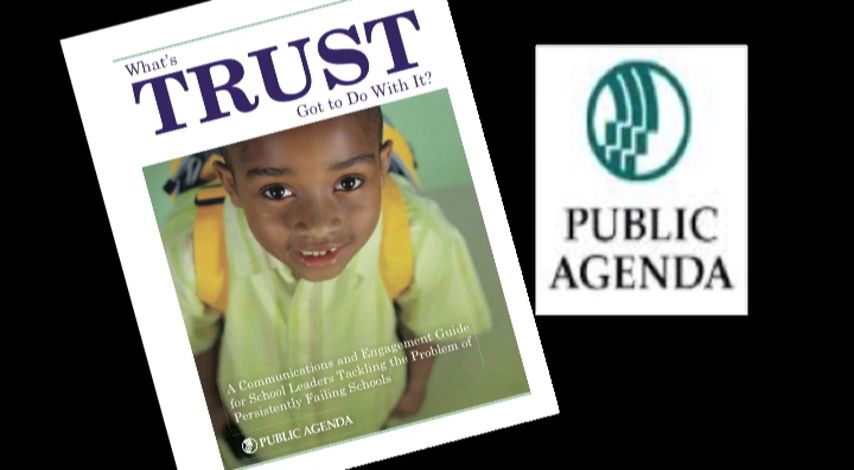 What's
TRUST
Got to Do With It?
A Communications and Engagement Guide
for School Leaders Tackling the Problem of
Persistently Failing Schools
PUBLIC AGENDA
PUBLIC
AGENDA